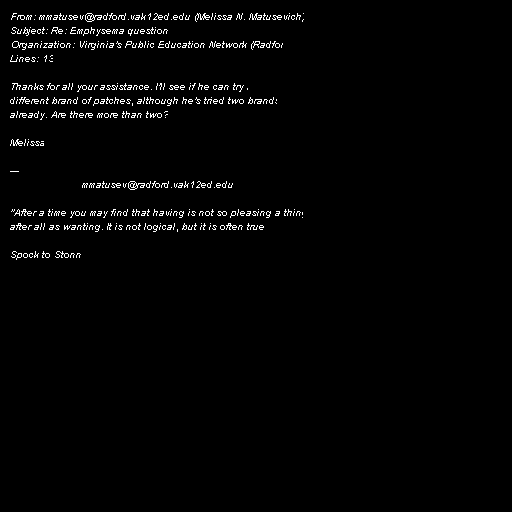 From: mmatusev@radford.vak12ed.edu (Melissa N. Matusevich)
Subject: Re: Emphysema question
Organization: Virginia's Public Education Network (Radfor
Lines: 13
Thanks for all your assistance. I'll see if he can try
different brand of patches, although he's tried two brands
already. Are there more than two?
Melissa
---
mmatusev@radford.vak12ed.edu
"After a time you may find that having is not so pleasing a thing
after all as wanting. It is not logical, but it is often true
Spock to Stonn